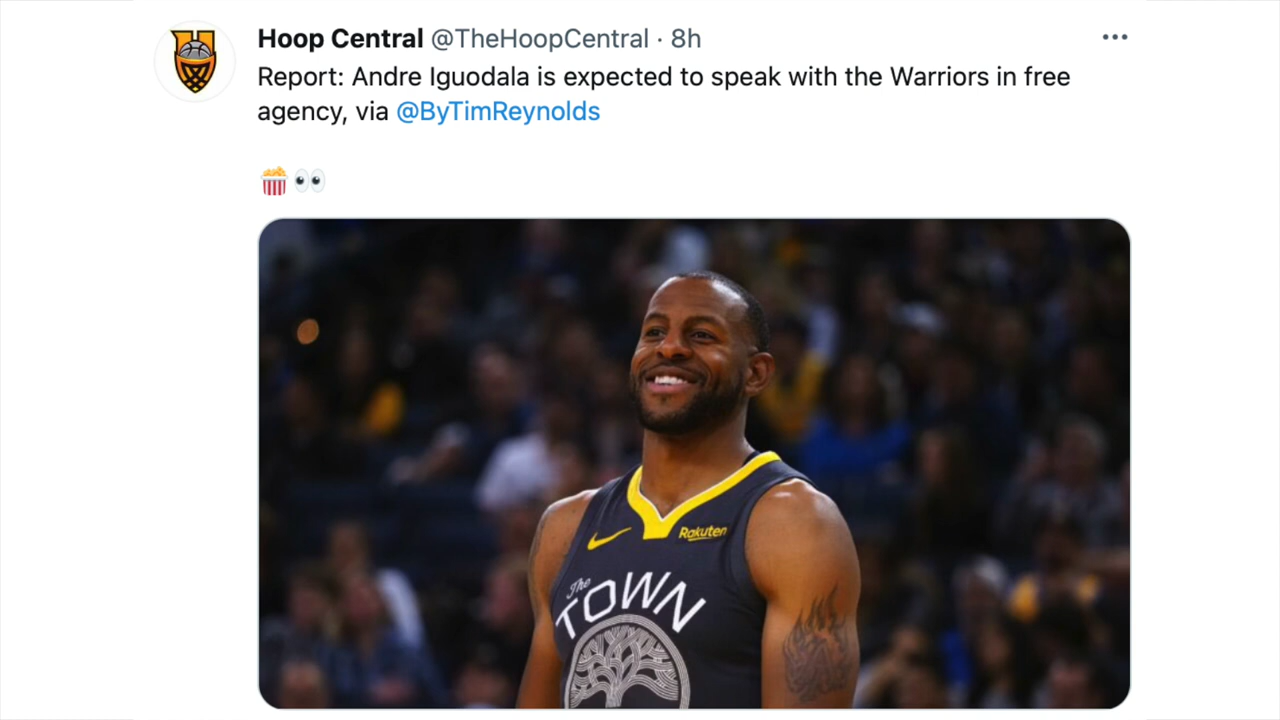 Hoop Central @TheHoopCentral · 8h
Report: Andre Iguodala is expected to speak with the Warriors in free
agency, via @ByTimReynolds
🍿👀
Rakuten
The
TOWN